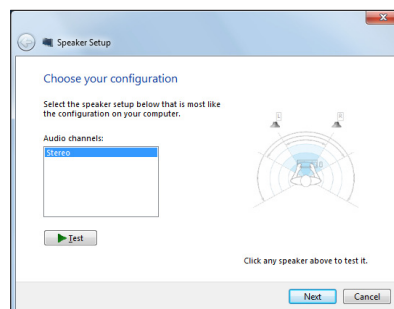 Speaker Setup
Choose your configuration
Select the speaker setup below that is most like
the configuration on your computer.
Audio channels:
Stereo
L
R
Test
Click any speaker above to test it.
Next
Cancel